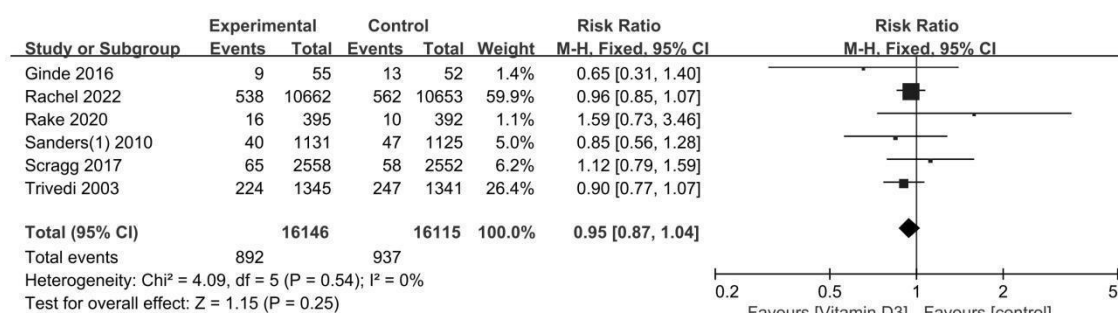 Experimental Control Risk Ratio Risk Ratio
Study or Subgroup Events Total Events Total Weight M-H, Fixed, 95% CI M-H, Fixed, 95% CI
Ginde 2016 9 55 13 52 1.4% 0.65 [0.31, 1.40]
Rachel 2022 538 10662 562 10653 59.9% 0.96 [0.85, 1.07]
Rake 2020 16 395 10 392 1.1% 1.59 [0.73, 3.46]
Sanders(1) 2010 40 1131 47 1125 5.0% 0.85 [0.56, 1.28]
Scragg 2017 65 2558 58 2552 6.2% 1.12 [0.79, 1.59]
Trivedi 2003 224 1345 247 1341 26.4% 0.90 [0.77, 1.07]
Total (95% CI) 16146 16115 100.0% 0.95 [0.87, 1.04]
Total events 892 937
Heterogeneity: Chi² = 4.09, df = 5 (P = 0.54); I² = 0%
Test for overall effect: Z = 1.15 (P = 0.25)
0.2 0.5 1 2 5
Favours [Vitamin D3] Favours [control]